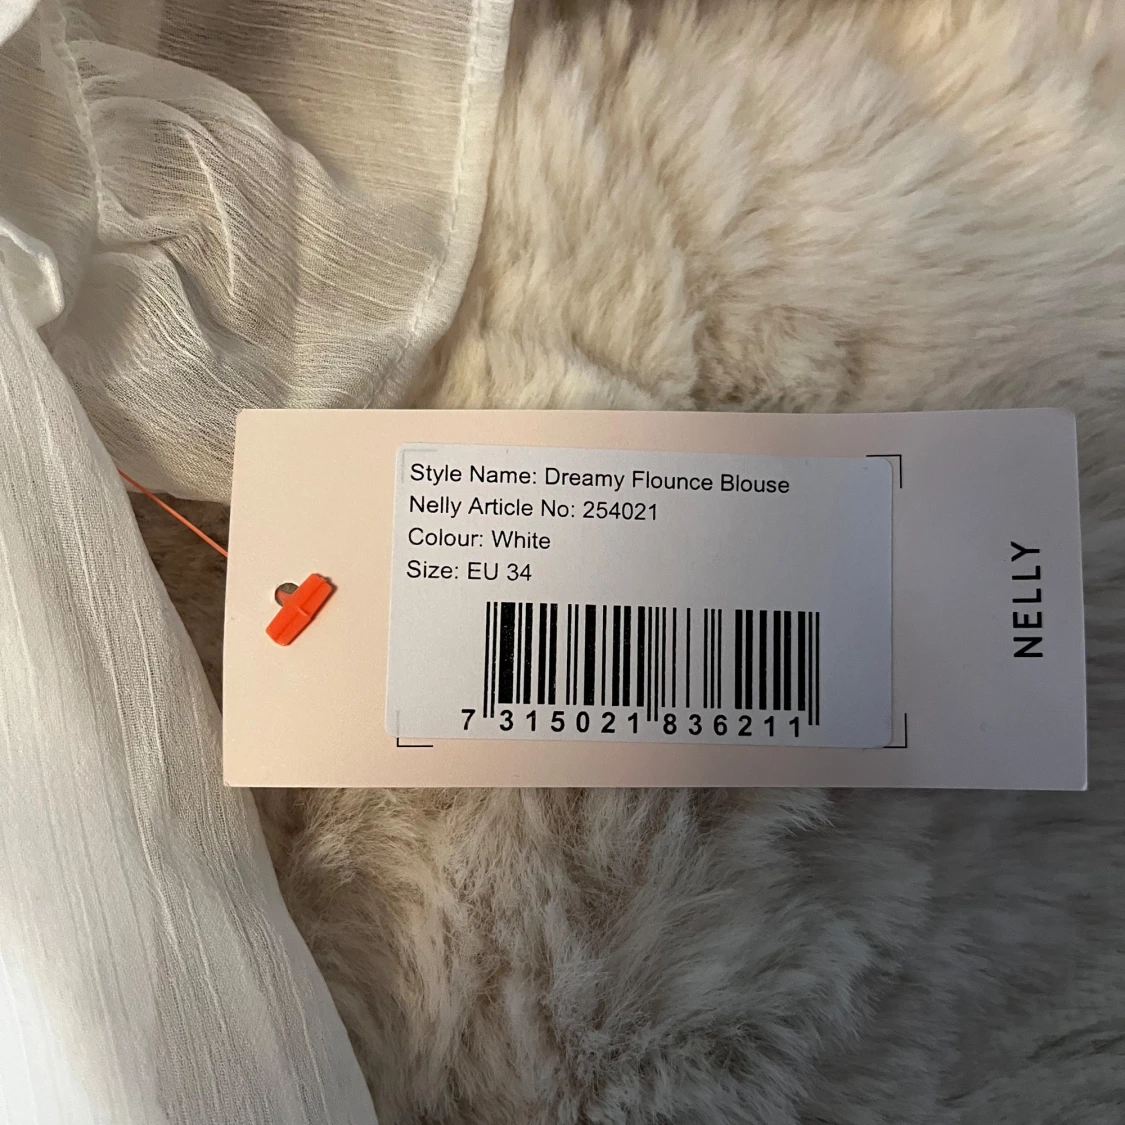 Style Name: Dreamy Flounce Blouse
Nelly Article No: 254021
Colour: White
Size: EU 34
7 315021 836211
NELLY